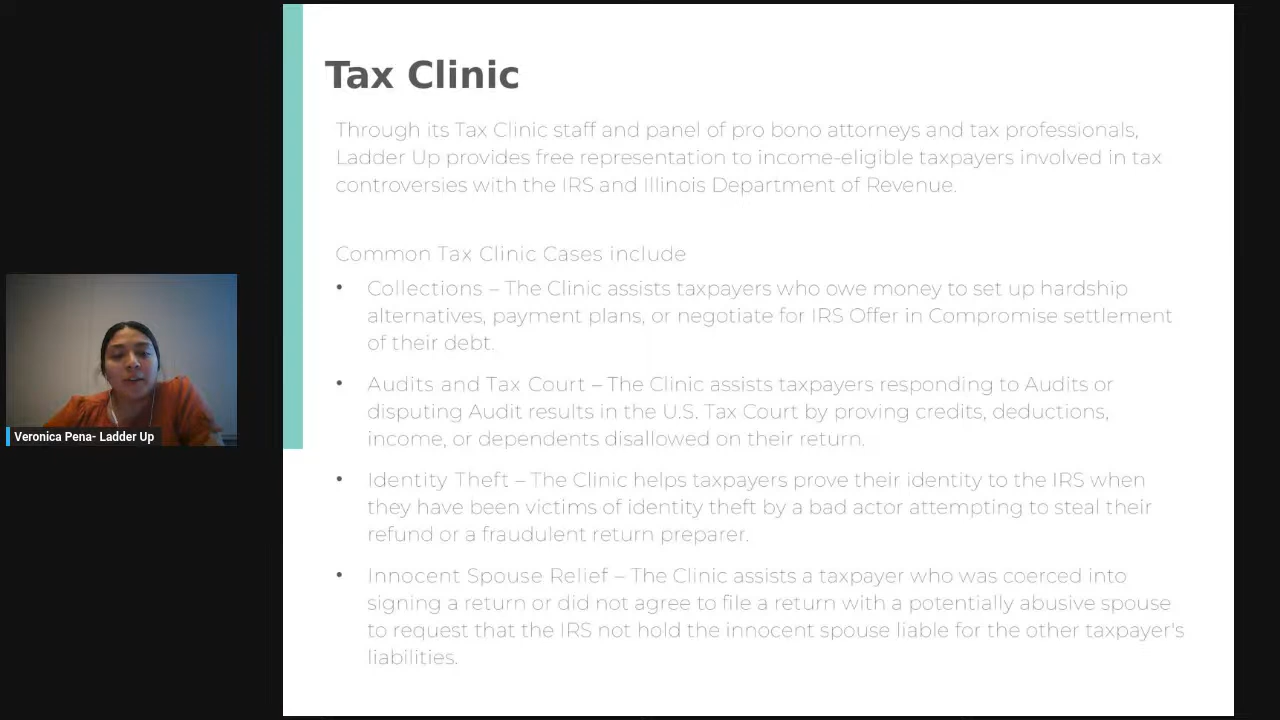 Tax Clinic
Through its Tax Clinic staff and panel of pro bono attorneys and tax professionals,
Ladder Up provides free representation to income-eligible taxpayers involved in tax
controversies with the IRS and Illinois Department of Revenue.
Common Tax Clinic Cases include
• Collections – The Clinic assists taxpayers who owe money to set up hardship
alternatives, payment plans, or negotiate for IRS Offer in Compromise settlement
of their debt.
• Audits and Tax Court – The Clinic assists taxpayers responding to Audits or
disputing Audit results in the U.S. Tax Court by proving credits, deductions,
income, or dependents disallowed on their return.
• Identity Theft – The Clinic helps taxpayers prove their identity to the IRS when
they have been victims of identity theft by a bad actor attempting to steal their
refund or a fraudulent return preparer.
• Innocent Spouse Relief – The Clinic assists a taxpayer who was coerced into
signing a return or did not agree to file a return with a potentially abusive spouse
to request that the IRS not hold the innocent spouse liable for the other taxpayer's
liabilities.
Veronica Pena- Ladder Up